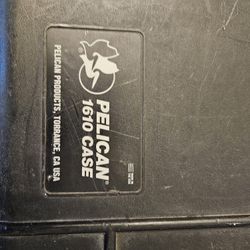 PELICAN®
1610 CASE
PELICAN PRODUCTS, TORRANCE, CA USA